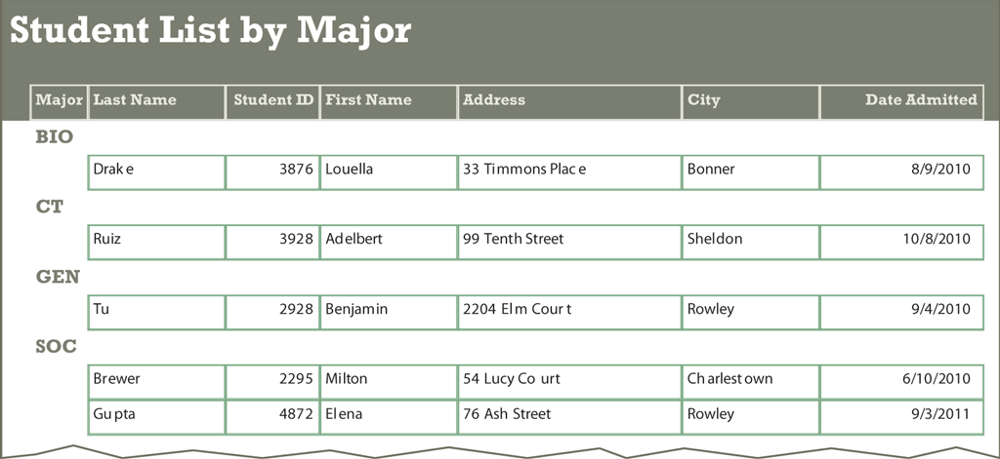 Student List by Major
Major Last Name Student ID First Name Address City Date Admitted
BIO
Drake 3876 Louella 33 Timmons Place Bonner 8/9/2010
CT
Ruiz 3928 Adelbert 99 Tenth Street Sheldon 10/8/2010
GEN
Tu 2928 Benjamin 2204 Elm Court Rowley 9/4/2010
SOC
Brewer 2295 Milton 54 Lucy Court Charlestown 6/10/2010
Gupta 4872 Elena 76 Ash Street Rowley 9/3/2011